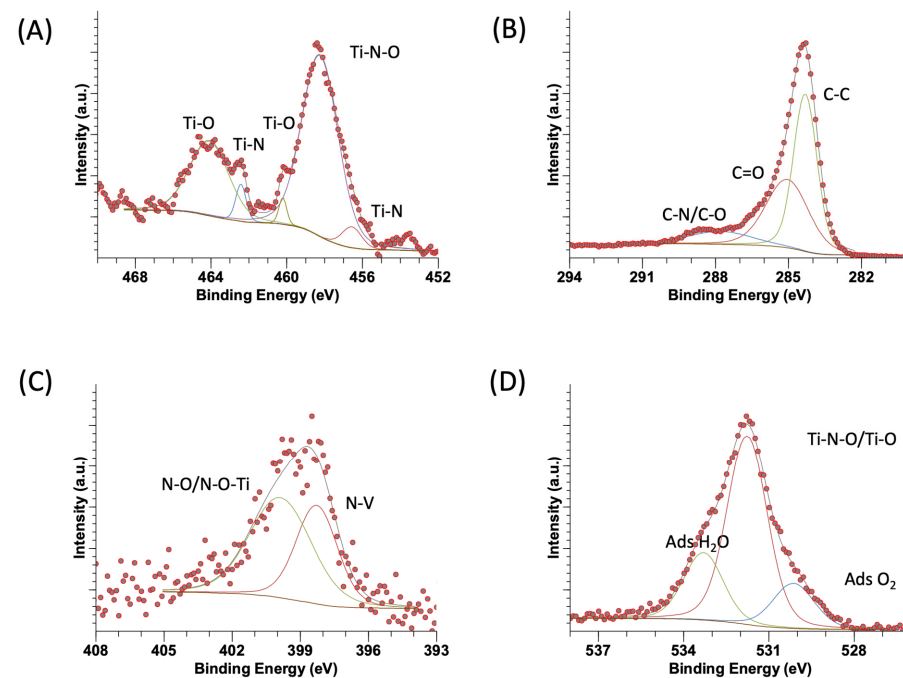 (A)
Ti-N-O
Ti-O
Ti-N
Ti-O
Ti-N
Intensity (a.u.)
468 464 460 456 452
Binding Energy (eV)
(B)
C-C
C=O
C-N/C-O
Intensity (a.u.)
294 291 288 285 282
Binding Energy (eV)
(C)
N-O/N-O-Ti
N-V
Intensity (a.u.)
408 405 402 399 396 393
Binding Energy (eV)
(D)
Ti-N-O/Ti-O
Ads H₂O
Ads O₂
Intensity (a.u.)
537 533 531 528
Binding Energy (eV)